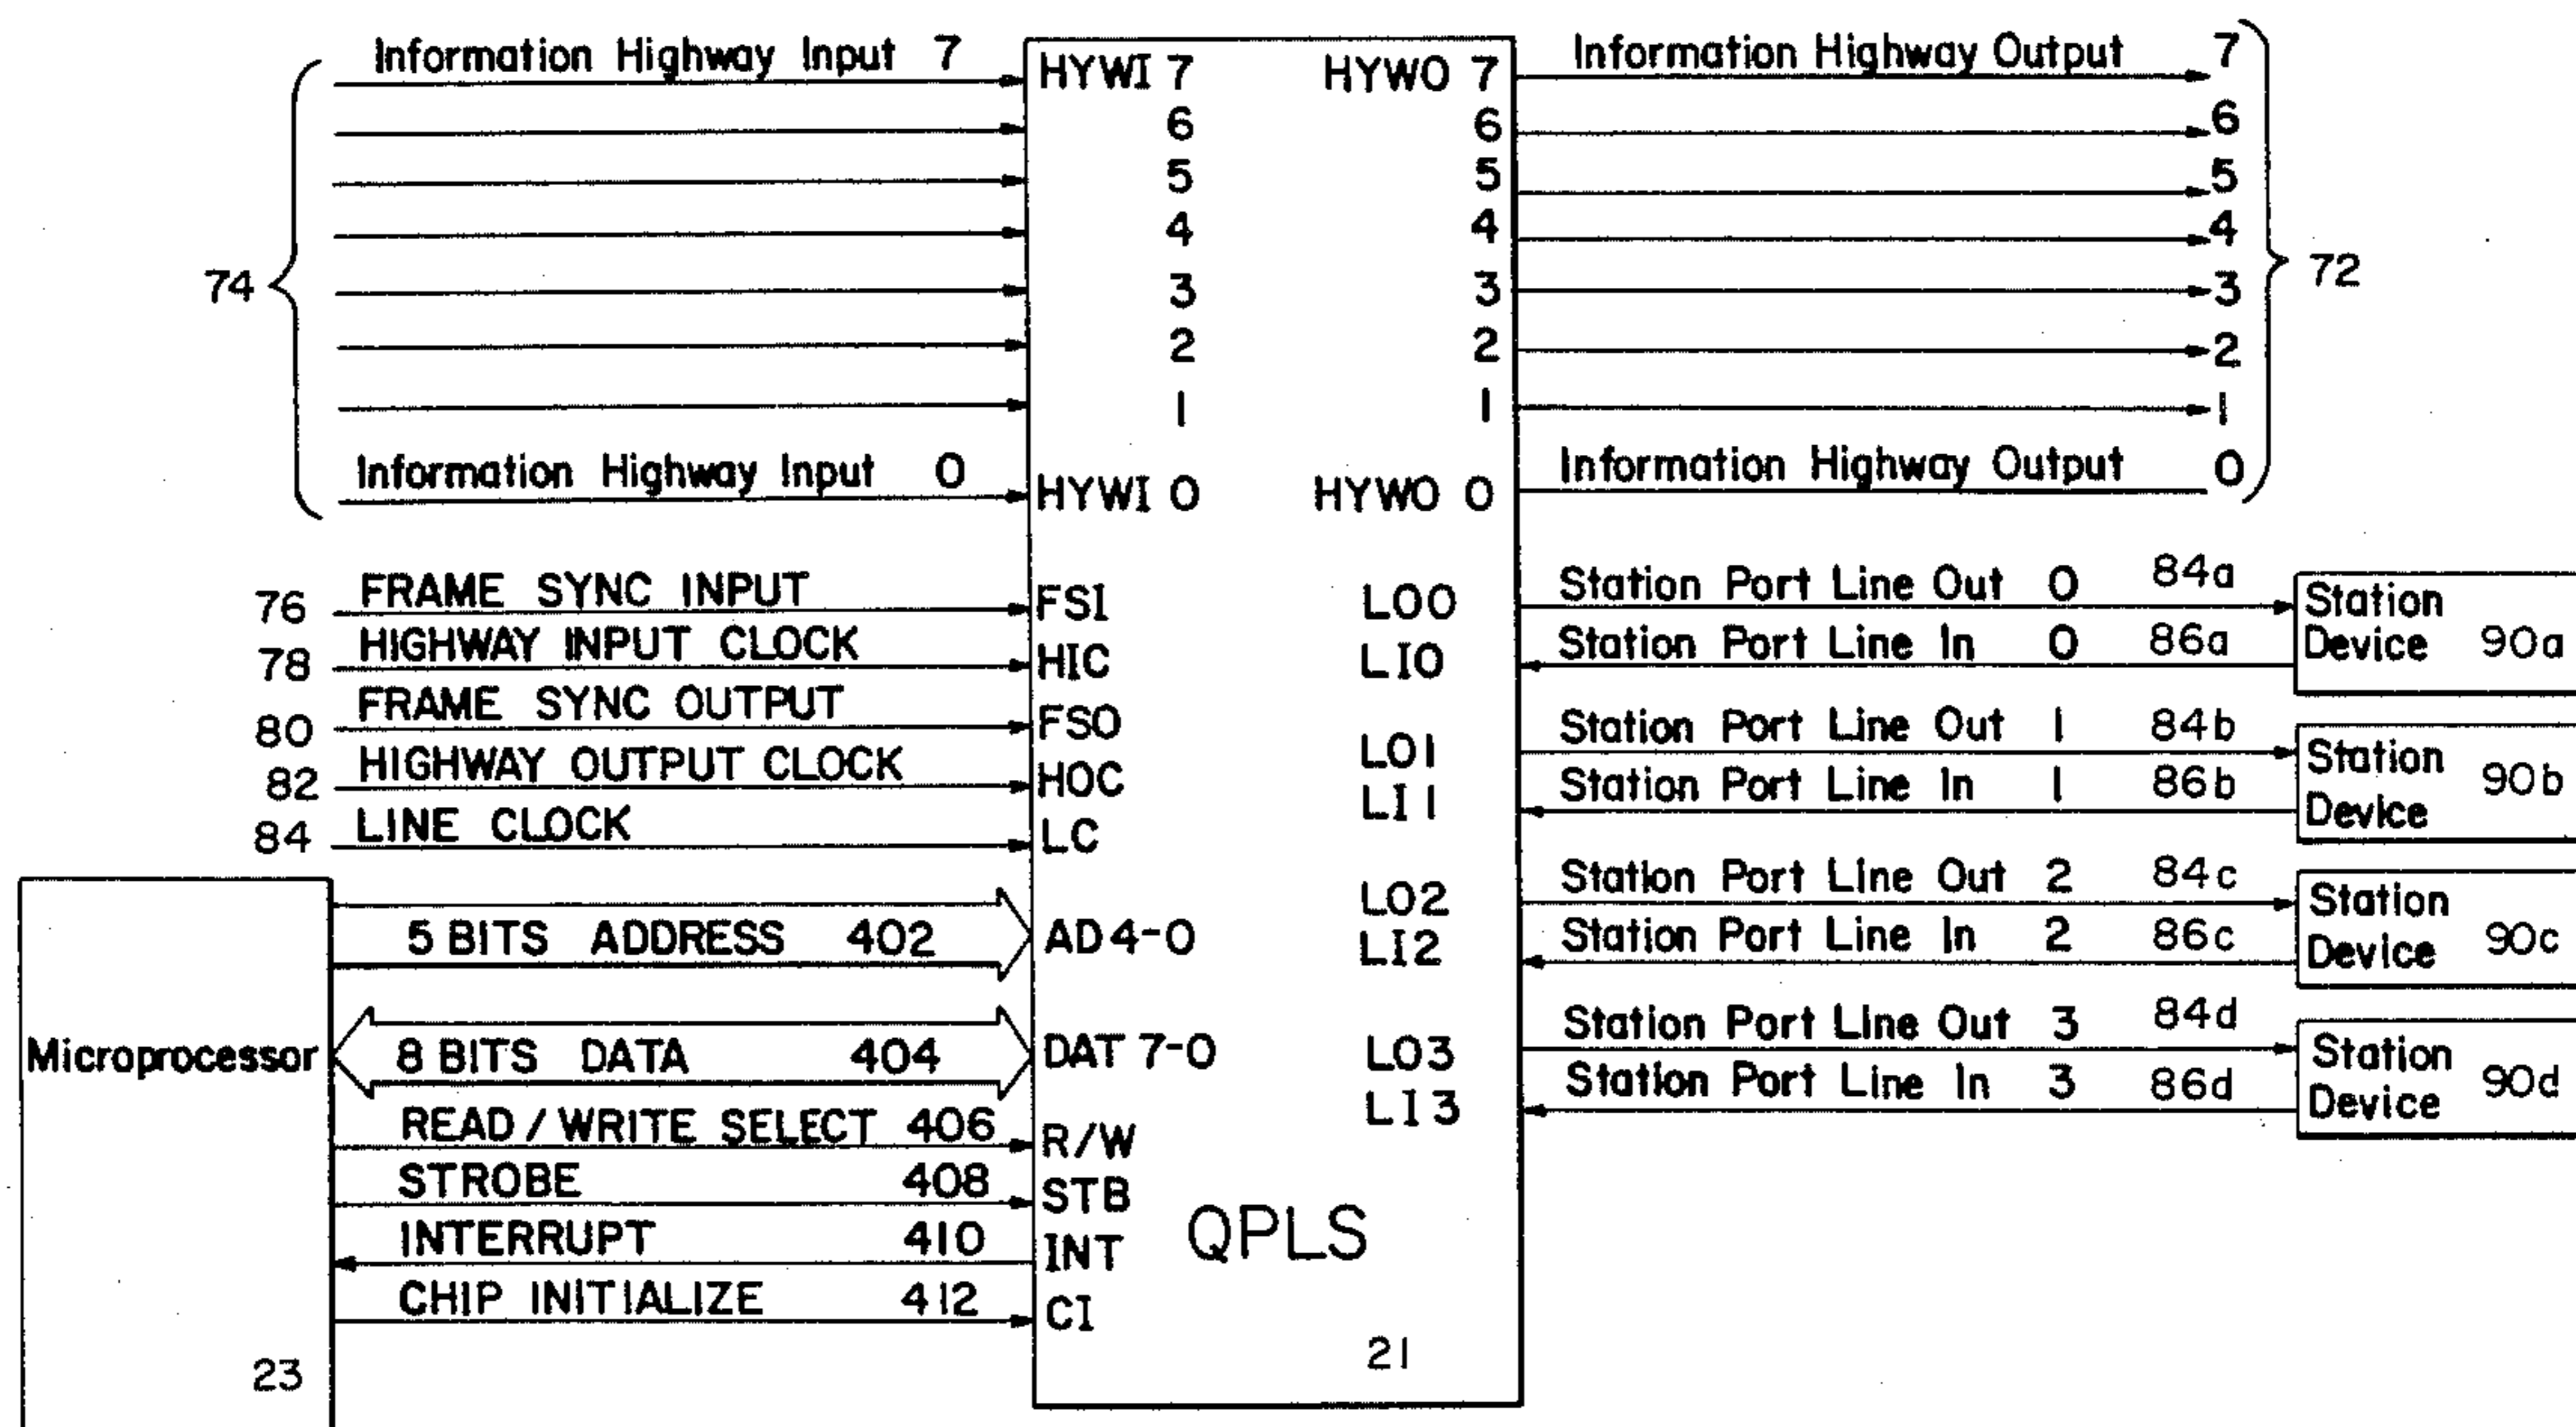 Information Highway Input 7
HYWI 7
HYWO 7
Information Highway Output 7
6
6
6
5
5
5
4
4
4
74
3
3
3
72
2
2
2
1
1
1
Information Highway Input 0
HYWI 0
HYWO 0
Information Highway Output 0
76 FRAME SYNC INPUT
FSI
LO0
Station Port Line Out 0 84a
78 HIGHWAY INPUT CLOCK
HIC
LI0
Station Port Line In 0 86a
Station
Device 90a
80 FRAME SYNC OUTPUT
FSO
82 HIGHWAY OUTPUT CLOCK
HOC
LO1
Station Port Line Out 1 84b
LI1
Station Port Line In 1 86b
Station
Device 90b
84 LINE CLOCK
LC
5 BITS ADDRESS 402
AD4-0
LO2
Station Port Line Out 2 84c
LI2
Station Port Line In 2 86c
Station
Device 90c
Microprocessor
8 BITS DATA 404
DAT 7-0
LO3
Station Port Line Out 3 84d
LI3
Station Port Line In 3 86d
Station
Device 90d
READ / WRITE SELECT 406
R/W
STROBE 408
STB
INTERRUPT 410
INT
QPLS
CHIP INITIALIZE 412
CI
23
21